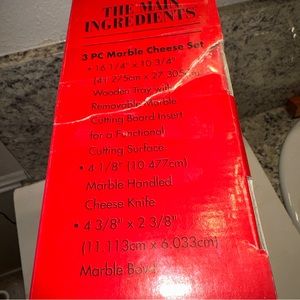 THE MAIN
INGREDIENTS
3 PC Marble Cheese Set
• 16 1/4" x 10 3/4"
(41.275cm x 27.305cm)
Wooden Tray with
Removable Marble
Cutting Board Insert
for a Functional
Cutting Surface
• 4-1/8" (10.477cm)
Marble Handled
Cheese Knife
• 4 3/8" x 2 3/8"
(11.113cm x 6.033cm)
Marble Bowl